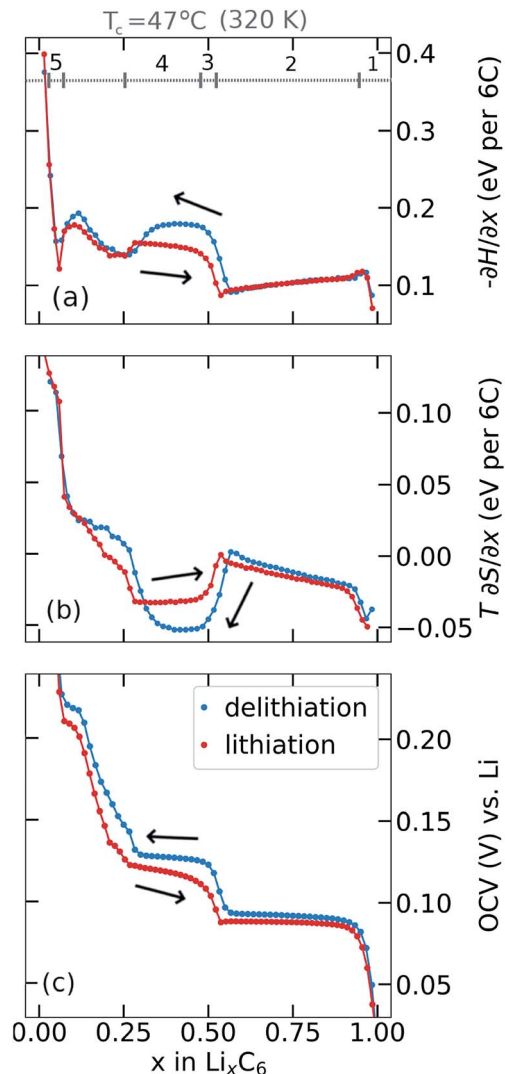 T_c=47°C (320 K)
5 4 3 2 1
0.4
0.3
0.2
0.1
-∂H/∂x (eV per 6C)
(a)
0.10
0.05
0.00
−0.05
T ∂S/∂x (eV per 6C)
(b)
delithiation
lithiation
0.20
0.15
0.10
0.05
OCV (V) vs. Li
(c)
0.00 0.25 0.50 0.75 1.00
x in LiₓC₆